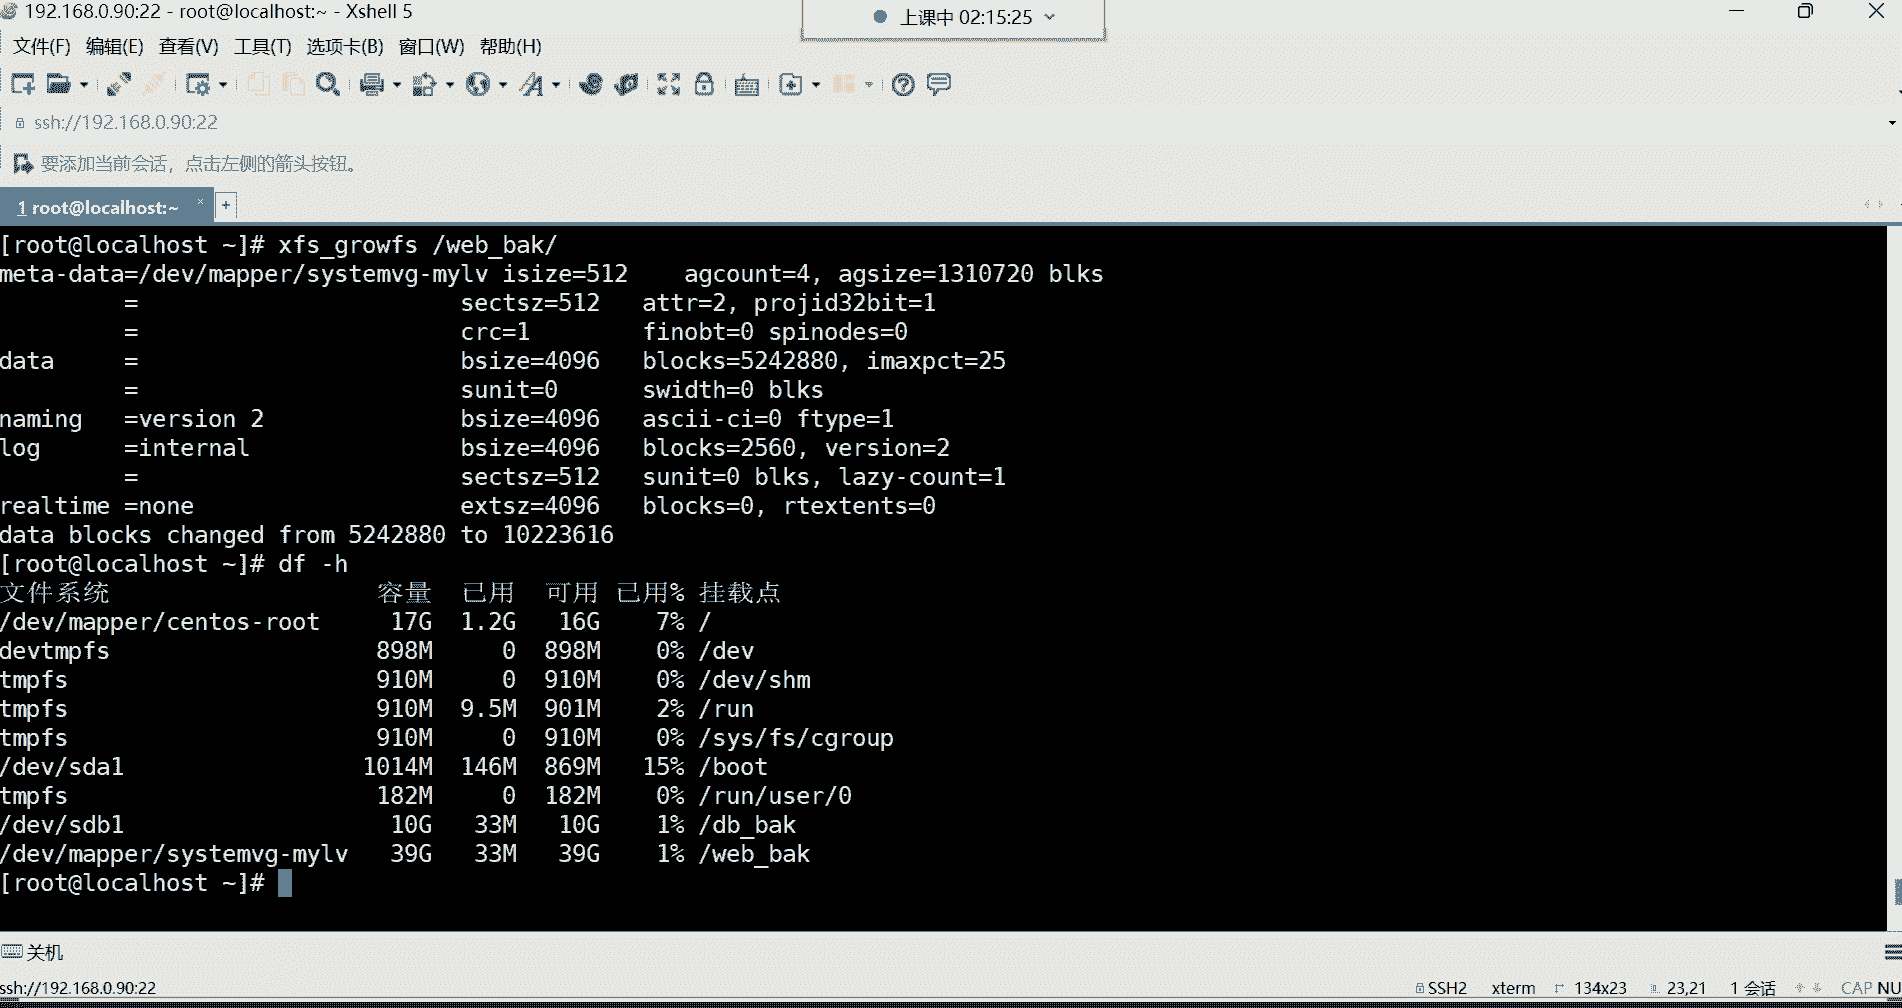 192.168.0.90:22 - root@localhost:~ - Xshell 5
上课中 02:15:25
文件(F) 编辑(E) 查看(V) 工具(T) 选项卡(B) 窗口(W) 帮助(H)
ssh://192.168.0.90:22
要添加当前会话，点击左侧的箭头按钮。
1 root@localhost:~ × +
[root@localhost ~]# xfs_growfs /web_bak/
meta-data=/dev/mapper/systemvg-mylv isize=512    agcount=4, agsize=1310720 blks
         =                       sectsz=512   attr=2, projid32bit=1
         =                       crc=1        finobt=0 spinodes=0
data     =                       bsize=4096   blocks=5242880, imaxpct=25
         =                       sunit=0      swidth=0 blks
naming   =version 2              bsize=4096   ascii-ci=0 ftype=1
log      =internal               bsize=4096   blocks=2560, version=2
         =                       sectsz=512   sunit=0 blks, lazy-count=1
realtime =none                   extsz=4096   blocks=0, rtextents=0
data blocks changed from 5242880 to 10223616
[root@localhost ~]# df -h
文件系统                   容量  已用  可用 已用% 挂载点
/dev/mapper/centos-root     17G  1.2G   16G    7% /
devtmpfs                   898M     0  898M    0% /dev
tmpfs                      910M     0  910M    0% /dev/shm
tmpfs                      910M  9.5M  901M    2% /run
tmpfs                      910M     0  910M    0% /sys/fs/cgroup
/dev/sda1                 1014M  146M  869M   15% /boot
tmpfs                      182M     0  182M    0% /run/user/0
/dev/sdb1                   10G   33M   10G    1% /db_bak
/dev/mapper/systemvg-mylv   39G   33M   39G    1% /web_bak
[root@localhost ~]#
关机
ssh://192.168.0.90:22 SSH2 xterm 134x23 23,21 1 会话 CAP NU